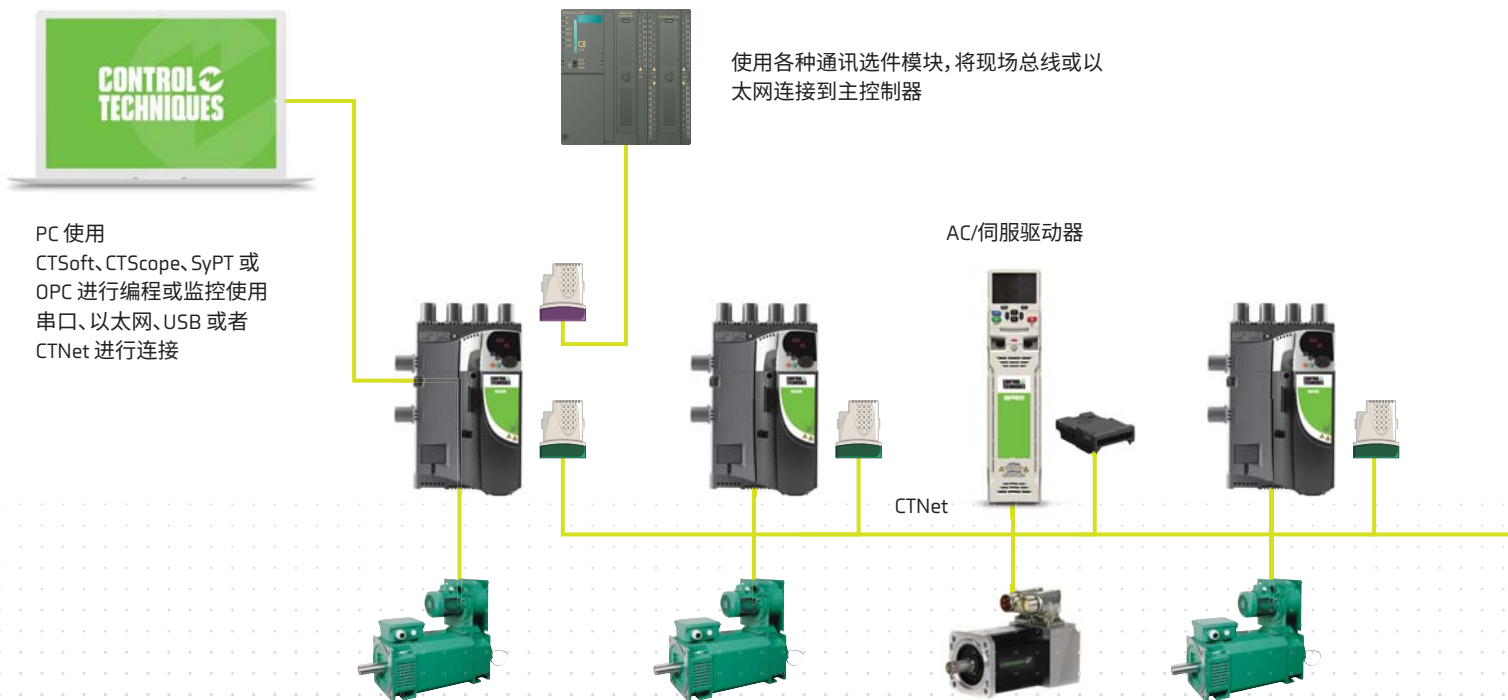 CONTROL
TECHNIQUES
使用各种通讯选件模块，将现场总线或以
太网连接到主控制器
PC 使用
CTSoft、CTScope、SyPT 或
OPC 进行编程或监控使用
串口、以太网、USB 或者
CTNet 进行连接
AC/伺服驱动器
CTNet